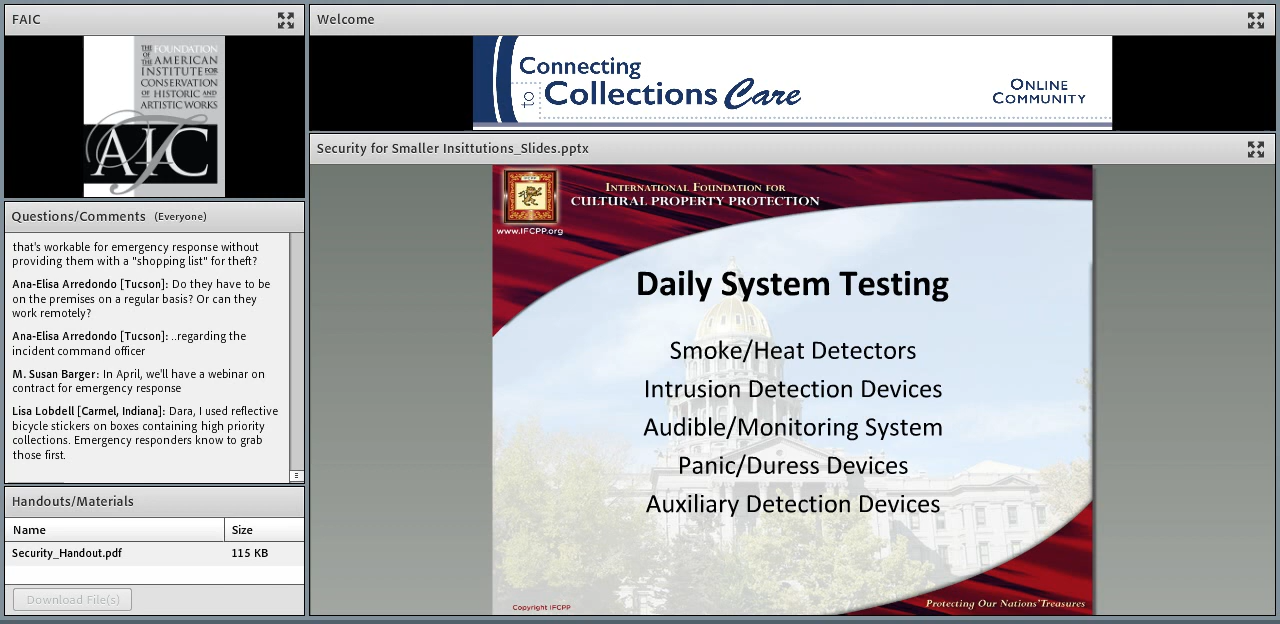 FAIC
THE FOUNDATION
OF THE AMERICAN
INSTITUTE FOR
CONSERVATION
OF HISTORIC AND
ARTISTIC WORKS
AIC
Questions/Comments (Everyone)
that's workable for emergency response without
providing them with a "shopping list" for theft?
Ana-Elisa Arredondo [Tucson]: Do they have to be
on the premises on a regular basis? Or can they
work remotely?
Ana-Elisa Arredondo [Tucson]: ..regarding the
incident command officer
M. Susan Barger: In April, we'll have a webinar on
contract for emergency response
Lisa Lobdell [Carmel, Indiana]: Dara, I used reflective
bicycle stickers on boxes containing high priority
collections. Emergency responders know to grab
those first.
Handouts/Materials
Name Size
Security_Handout.pdf 115 KB
Download File(s)
Welcome
Connecting
to Collections Care
ONLINE
COMMUNITY
Security for Smaller Insittutions_Slides.pptx
IFCPP
INTERNATIONAL FOUNDATION FOR
CULTURAL PROPERTY PROTECTION
www.IFCPP.org
Daily System Testing
Smoke/Heat Detectors
Intrusion Detection Devices
Audible/Monitoring System
Panic/Duress Devices
Auxiliary Detection Devices
Copyright IFCPP
Protecting Our Nations' Treasures